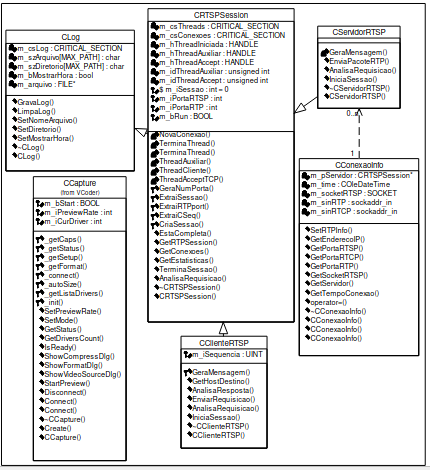 CLog
m_csLog : CRITICAL_SECTION
m_szArquivo[MAX_PATH] : char
m_szDiretorio[MAX_PATH] : char
m_bMostrarHora : bool
m_arquivo : FILE*
GravaLog()
LimpaLog()
SetNomeArquivo()
SetDiretorio()
SetMostrarHora()
~CLog()
CLog()
CCapture
(from VCoder)
m_bStart : BOOL
m_iPreviewRate : int
m_iCurDriver : int
_getCaps()
_getStatus()
_getSetup()
_getFormat()
_connect()
_autoSize()
_getListaDrivers()
_init()
SetPreviewRate()
SetMode()
GetStatus()
GetDriversCount()
IsReady()
ShowCompressDlg()
ShowFormatDlg()
ShowVideoSourceDlg()
StartPreview()
Disconnect()
Connect()
Connect()
~CCapture()
Create()
CCapture()
CRTSPSession
m_csThreads : CRITICAL_SECTION
m_csConexoes : CRITICAL_SECTION
m_hThreadIniciada : HANDLE
m_hThreadAuxiliar : HANDLE
m_hThreadAccept : HANDLE
m_idThreadAuxiliar : unsigned int
m_idThreadAccept : unsigned int
$ m_iSessao : int = 0
m_iPortaRTSP : int
m_iPortaRTP : int
m_bRun : BOOL
NovaConexao()
TerminaThread()
TerminaThread()
ThreadAuxiliar()
ThreadCliente()
ThreadAcceptTCP()
GeraNumPorta()
ExtraiSessao()
ExtraiRTPport()
ExtraiCSeq()
CriaSessao()
EstaCompleta()
GetRTPSession()
GetConexoes()
GetEstatisticas()
TerminaSessao()
AnalisaRequisicao()
~CRTSPSession()
CRTSPSession()
CClienteRTSP
m_iSequencia : UINT
GeraMensagem()
GetHostDestino()
AnalisaResposta()
EnviarRequisicao()
AnalisaRequisicao()
IniciaSessao()
~CClienteRTSP()
CClienteRTSP()
CServidorRTSP
GeraMensagem()
EnviaPacoteRTP()
AnalisaRequisicao()
IniciaSessao()
~CServidorRTSP()
CServidorRTSP()
0..*
1
CConexaoInfo
m_pServidor : CRTSPSession*
m_time : COleDateTime
m_socketRTSP : SOCKET
m_sinRTP : sockaddr_in
m_sinRTCP : sockaddr_in
SetRTPInfo()
GetEnderecoIP()
GetPortaRTSP()
GetPortaRTCP()
GetPortaRTP()
GetSocketRTSP()
GetServidor()
GetTempoConexao()
operator=()
~CConexaoInfo()
CConexaoInfo()
CConexaoInfo()
CConexaoInfo()